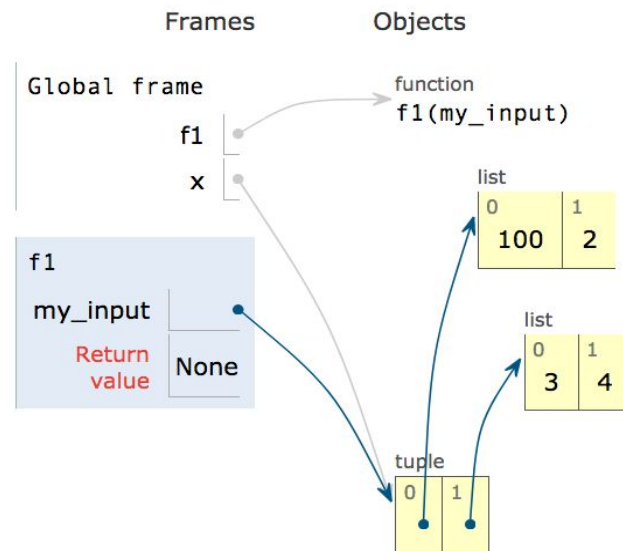 Frames Objects
Global frame
f1
x
function
f1(my_input)
list
0 1
100 2
f1
my_input
Return
value
None
list
0 1
3 4
tuple
0 1